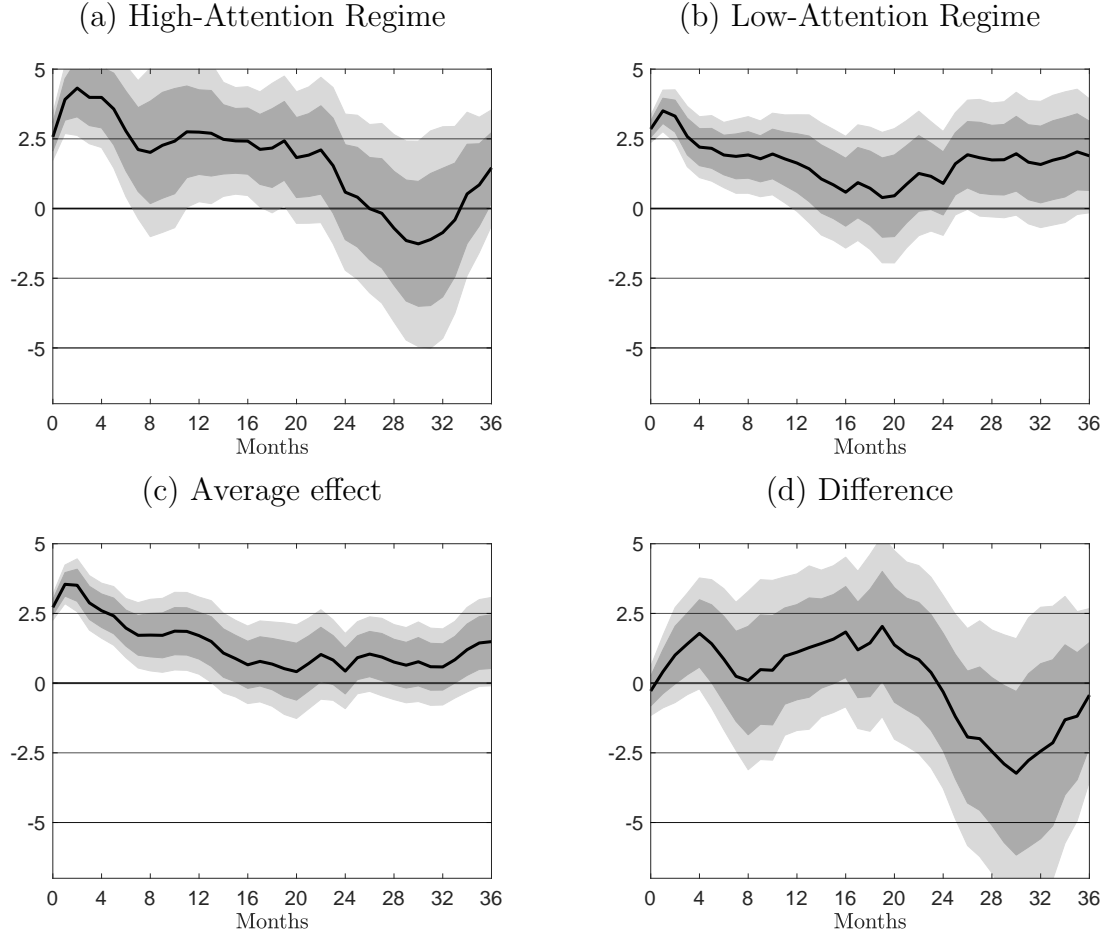 (a) High-Attention Regime
(b) Low-Attention Regime
5
2.5
0
-2.5
-5
0 4 8 12 16 20 24 28 32 36
Months
5
2.5
0
-2.5
-5
0 4 8 12 16 20 24 28 32 36
Months
(c) Average effect
(d) Difference
5
2.5
0
-2.5
-5
0 4 8 12 16 20 24 28 32 36
Months
5
2.5
0
-2.5
-5
0 4 8 12 16 20 24 28 32 36
Months